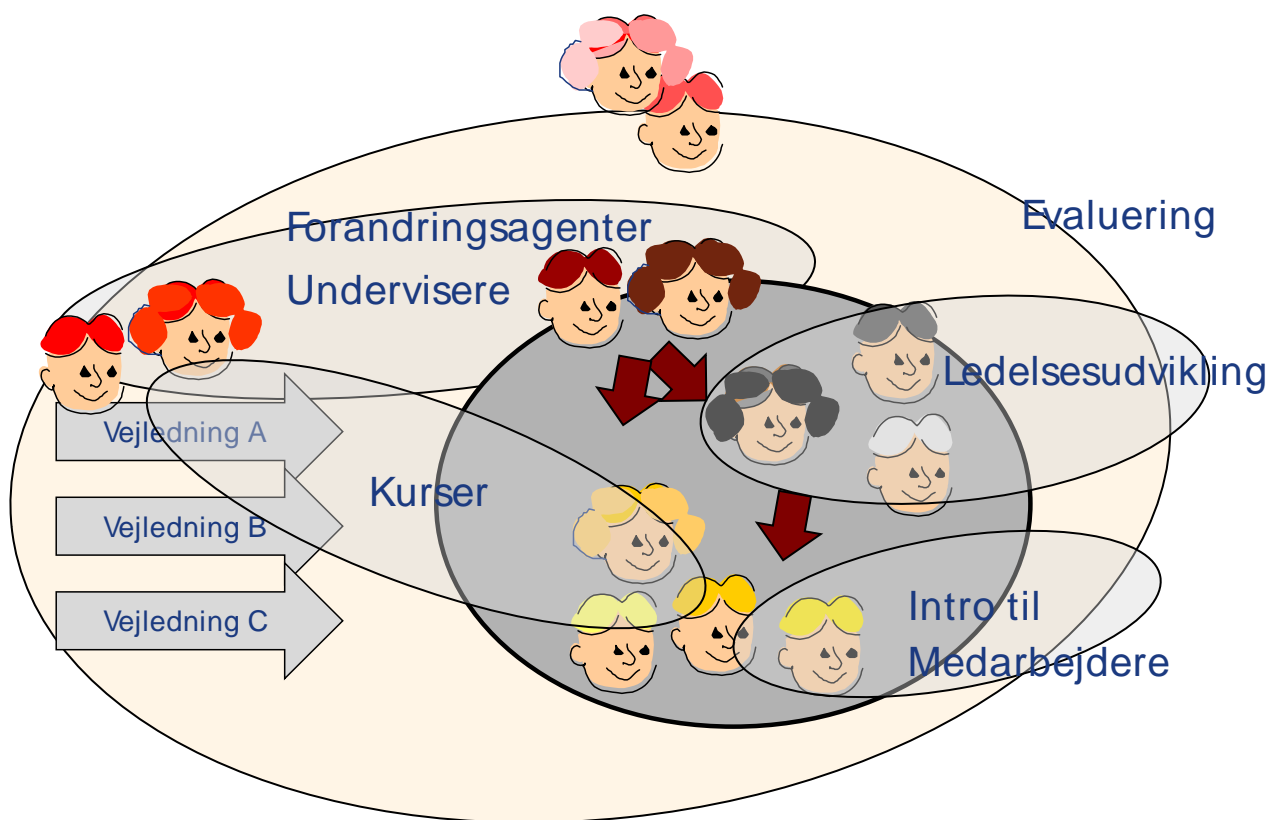 Evaluering
Forandringsagenter
Undervisere
Ledelsesudvikling
Vejledning A
Kurser
Vejledning B
Vejledning C
Intro til
Medarbejdere